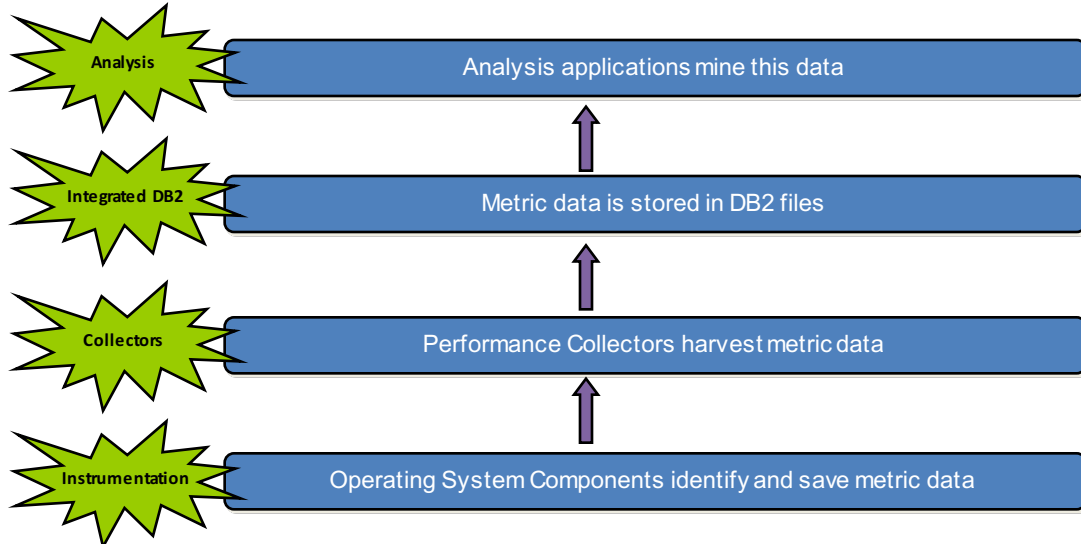 Analysis
Analysis applications mine this data
Integrated DB2
Metric data is stored in DB2 files
Collectors
Performance Collectors harvest metric data
Instrumentation
Operating System Components identify and save metric data